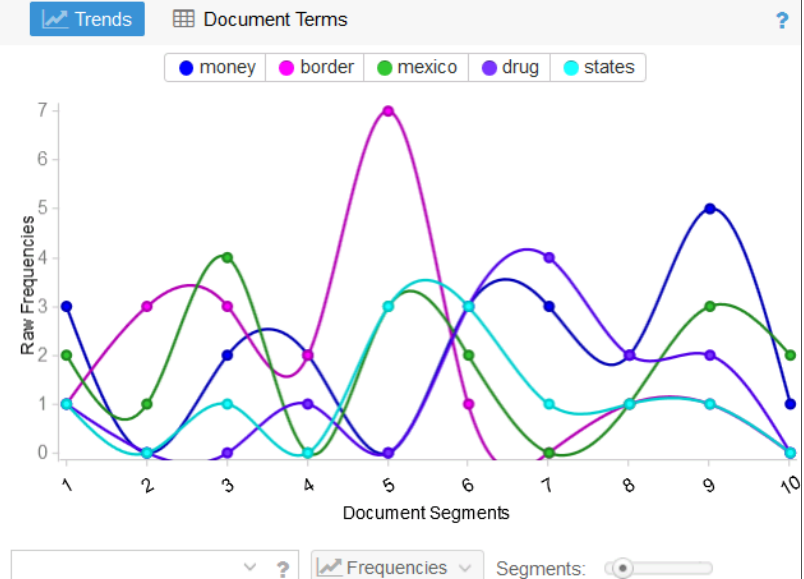 Trends Document Terms ?
money border mexico drug states
7
6
5
4
3
2
1
0
Raw Frequencies
1 2 3 4 5 6 7 8 9 10
Document Segments
? Frequencies Segments: